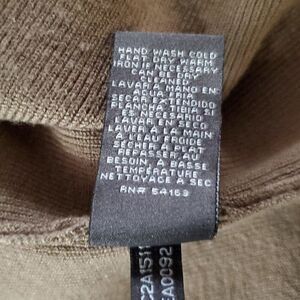 HAND WASH COLD
FLAT DRY WARM
IRON IF NECESSARY
CAN BE DRY
CLEANED
LAVAR A MANO EN
AGUA FRIA
SECAR EXTENDIDO
PLANCHA TIBIA SI
ES NECESARIO
LAVAR EN SECO
LAVER A LA MAIN
A L'EAU FROIDE
SÉCHER À PLAT
REPASSER, AU
BESOIN, À BASSE
TEMPÉRATURE
NETTOYAGE A SEC
RN# 54163